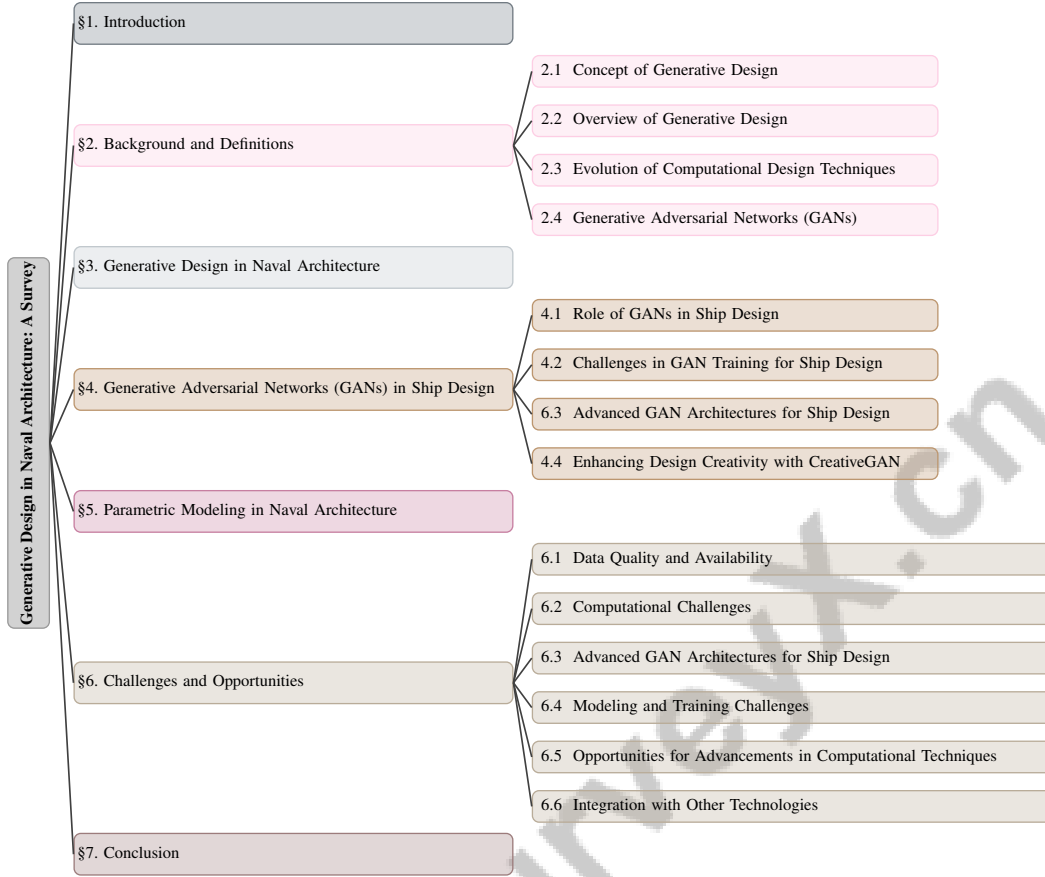 Generative Design in Naval Architecture: A Survey
§1. Introduction
§2. Background and Definitions
2.1 Concept of Generative Design
2.2 Overview of Generative Design
2.3 Evolution of Computational Design Techniques
2.4 Generative Adversarial Networks (GANs)
§3. Generative Design in Naval Architecture
§4. Generative Adversarial Networks (GANs) in Ship Design
4.1 Role of GANs in Ship Design
4.2 Challenges in GAN Training for Ship Design
6.3 Advanced GAN Architectures for Ship Design
4.4 Enhancing Design Creativity with CreativeGAN
§5. Parametric Modeling in Naval Architecture
§6. Challenges and Opportunities
6.1 Data Quality and Availability
6.2 Computational Challenges
6.3 Advanced GAN Architectures for Ship Design
6.4 Modeling and Training Challenges
6.5 Opportunities for Advancements in Computational Techniques
6.6 Integration with Other Technologies
§7. Conclusion
urveyX.cn